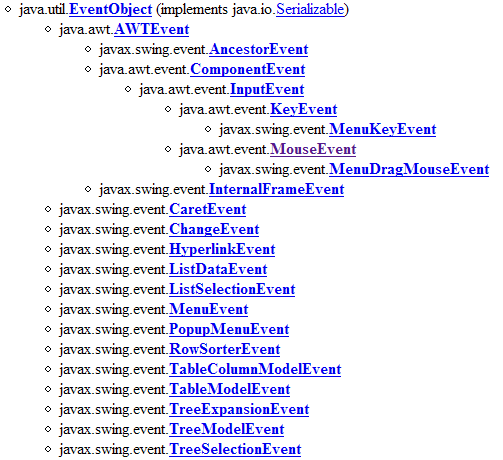 java.util.EventObject (implements java.io.Serializable)
java.awt.AWTEvent
javax.swing.event.AncestorEvent
java.awt.event.ComponentEvent
java.awt.event.InputEvent
java.awt.event.KeyEvent
javax.swing.event.MenuKeyEvent
java.awt.event.MouseEvent
javax.swing.event.MenuDragMouseEvent
javax.swing.event.InternalFrameEvent
javax.swing.event.CaretEvent
javax.swing.event.ChangeEvent
javax.swing.event.HyperlinkEvent
javax.swing.event.ListDataEvent
javax.swing.event.ListSelectionEvent
javax.swing.event.MenuEvent
javax.swing.event.PopupMenuEvent
javax.swing.event.RowSorterEvent
javax.swing.event.TableColumnModelEvent
javax.swing.event.TableModelEvent
javax.swing.event.TreeExpansionEvent
javax.swing.event.TreeModelEvent
javax.swing.event.TreeSelectionEvent